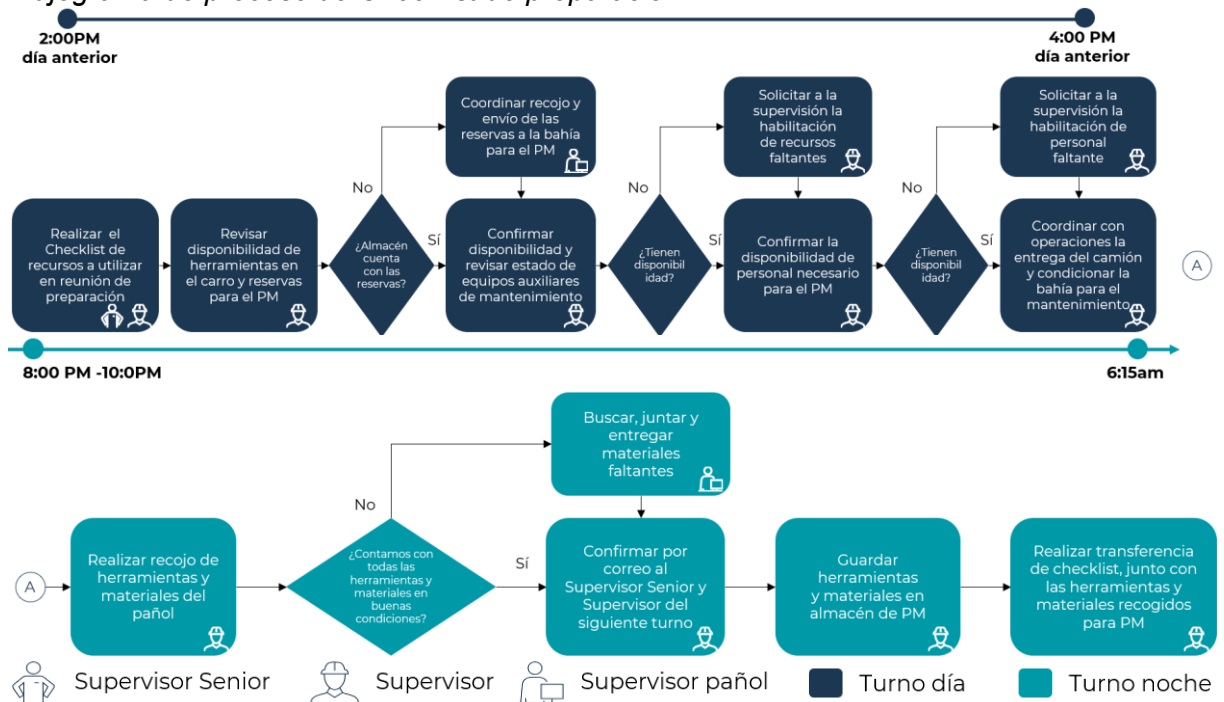 2:00PM
día anterior
4:00 PM
día anterior
Coordinar recojo y
envío de las
reservas a la bahía
para el PM
Solicitar a la
supervisión la
habilitación
de recursos
faltantes
Solicitar a la
supervisión la
habilitación de
personal
faltante
No
No
No
Realizar el
Checklist de
recursos a utilizar
en reunión de
preparación
Revisar
disponibilidad de
herramientas en
el carro y reservas
para el PM
¿Almacén
cuenta
con las
reservas?
Sí
Confirmar
disponibilidad y
revisar estado de
equipos auxiliares
de mantenimiento
¿Tienen
disponibil
idad?
Sí
Confirmar la
disponibilidad de
personal necesario
para el PM
¿Tienen
disponibil
idad?
Sí
Coordinar con
operaciones la
entrega del camión
y condicionar la
bahía para el
mantenimiento
A
8:00 PM -10:0PM
6:15am
Buscar, juntar y
entregar
materiales
faltantes
No
A
Realizar recojo de
herramientas y
materiales del
pañol
¿Contamos con
todas las
herramientas y
materiales en
buenas
condiciones?
Sí
Confirmar por
correo al
Supervisor Senior y
Supervisor del
siguiente turno
Guardar
herramientas
y materiales en
almacén de PM
Realizar transferencia
de checklist, junto con
las herramientas y
materiales recogidos
para PM
Supervisor Senior
Supervisor
Supervisor pañol
Turno día
Turno noche